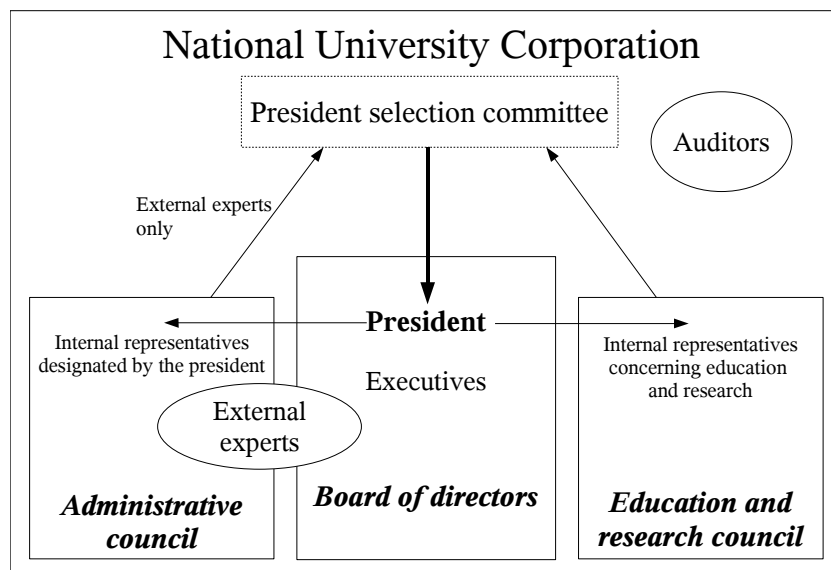 National University Corporation
President selection committee
Auditors
External experts
only
President
Internal representatives
designated by the president
Executives
Internal representatives
concerning education
and research
External
experts
Administrative
council
Board of directors
Education and
research council